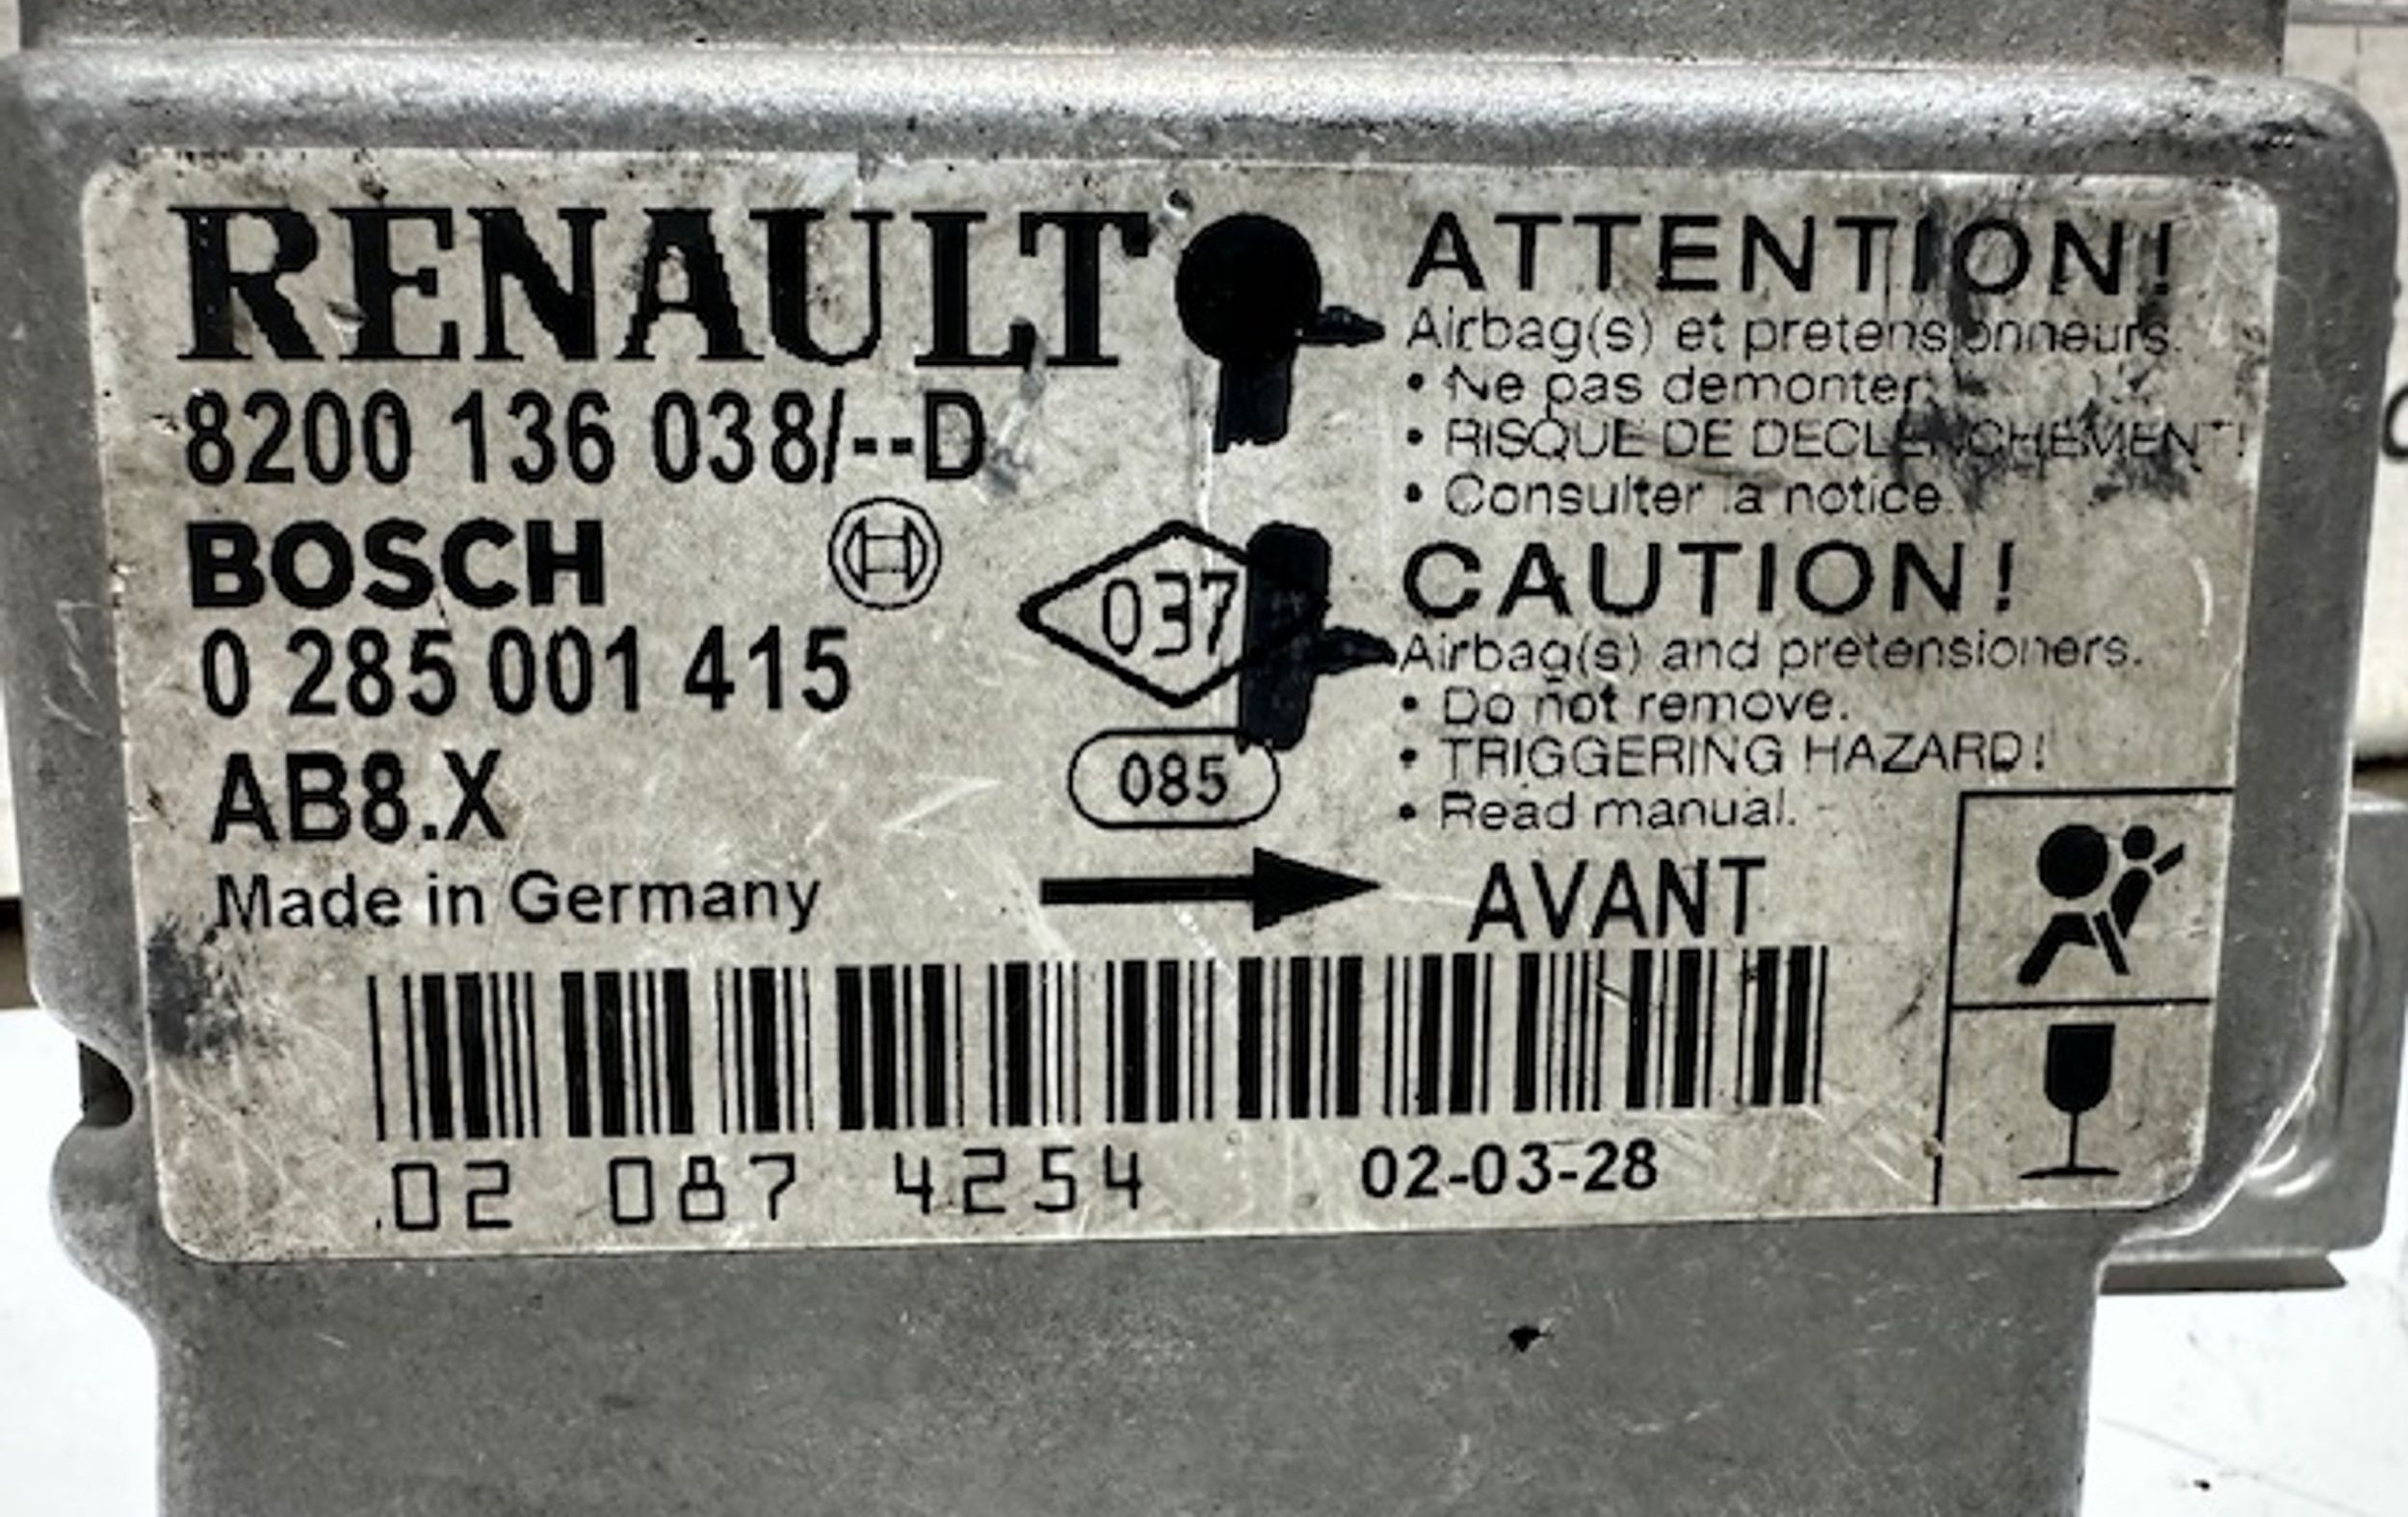 RENAULT
8200 136 038/--D
BOSCH
0 285 001 415
AB8.X
Made in Germany
037
085
ATTENTION!
Airbag(s) et pretensionneurs.
• Ne pas demonter.
• RISQUE DE DECLENCHEMENT!
• Consulter la notice.
CAUTION!
Airbag(s) and pretensioners.
• Do not remove.
• TRIGGERING HAZARD!
• Read manual.
AVANT
02 087 4254 02-03-28